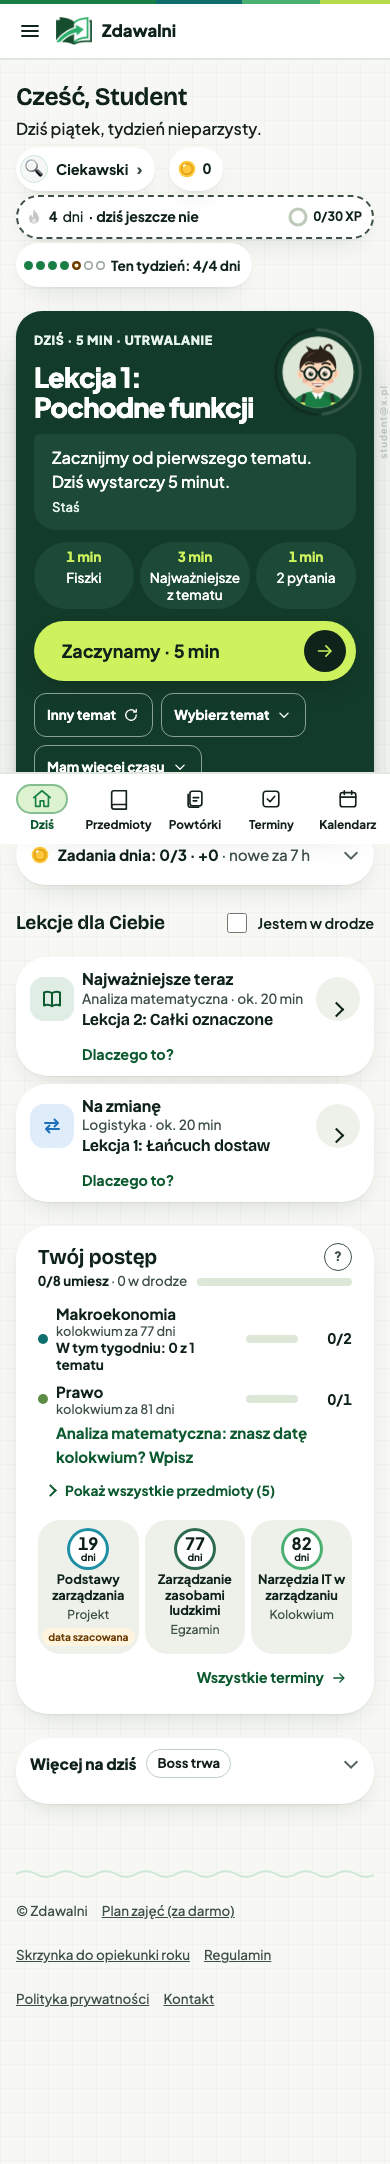 Zdawalni
Cześć, Student
Dziś piątek, tydzień nieparzysty.
Ciekawski ›
0
4 dni · dziś jeszcze nie
0/30 XP
Ten tydzień: 4/4 dni
DZIŚ · 5 MIN · UTRWALANIE
Lekcja 1:
Pochodne funkcji
student@x.pl
Zacznijmy od pierwszego tematu.
Dziś wystarczy 5 minut.
Staś
1 min
Fiszki
3 min
Najważniejsze
z tematu
1 min
2 pytania
Zaczynamy · 5 min
Inny temat
Wybierz temat
Mam więcej czasu
Dziś
Przedmioty
Powtórki
Terminy
Kalendarz
Zadania dnia: 0/3 · +0 · nowe za 7 h
Lekcje dla Ciebie
Jestem w drodze
Najważniejsze teraz
Analiza matematyczna · ok. 20 min
Lekcja 2: Całki oznaczone
Dlaczego to?
Na zmianę
Logistyka · ok. 20 min
Lekcja 1: Łańcuch dostaw
Dlaczego to?
Twój postęp
?
0/8 umiesz · 0 w drodze
Makroekonomia
kolokwium za 77 dni
W tym tygodniu: 0 z 1
tematu
0/2
Prawo
kolokwium za 81 dni
0/1
Analiza matematyczna: znasz datę
kolokwium? Wpisz
Pokaż wszystkie przedmioty (5)
19
dni
Podstawy
zarządzania
Projekt
data szacowana
77
dni
Zarządzanie
zasobami
ludzkimi
Egzamin
82
dni
Narzędzia IT w
zarządzaniu
Kolokwium
Wszystkie terminy →
Więcej na dziś
Boss trwa
© Zdawalni
Plan zajęć (za darmo)
Skrzynka do opiekunki roku
Regulamin
Polityka prywatności
Kontakt